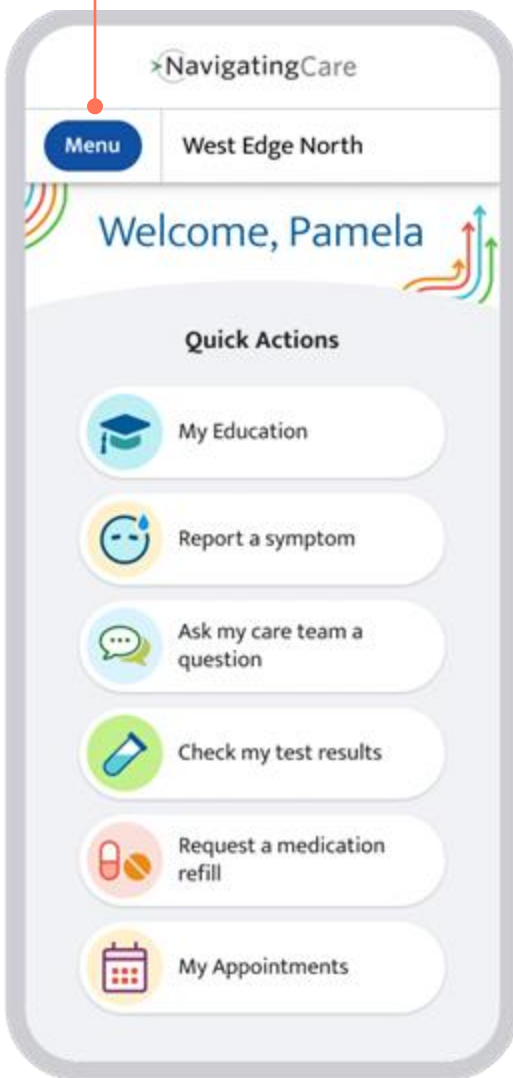 NavigatingCare
Menu
West Edge North
Welcome, Pamela
Quick Actions
My Education
Report a symptom
Ask my care team a
question
Check my test results
Request a medication
refill
My Appointments